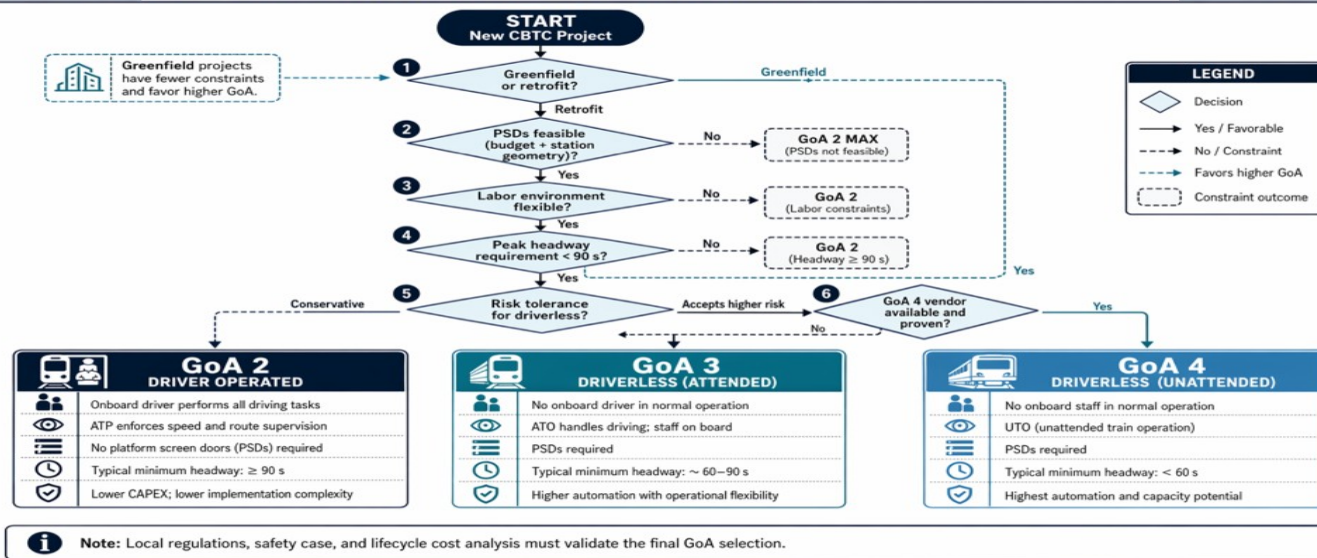 START
New CBTC Project
Greenfield projects
have fewer constraints
and favor higher GoA.
1
Greenfield
or retrofit?
Greenfield
Retrofit
2
PSDs feasible
(budget + station
geometry)?
No
GoA 2 MAX
(PSDs not feasible)
Yes
3
Labor environment
flexible?
No
GoA 2
(Labor constraints)
Yes
4
Peak headway
requirement < 90 s?
No
GoA 2
(Headway ≥ 90 s)
Yes
Yes
5
Risk tolerance
for driverless?
Conservative
Accepts higher risk
6
GoA 4 vendor
available and
proven?
Yes
No
LEGEND
Decision
Yes / Favorable
No / Constraint
Favors higher GoA
Constraint outcome
GoA 2
DRIVER OPERATED
Onboard driver performs all driving tasks
ATP enforces speed and route supervision
No platform screen doors (PSDs) required
Typical minimum headway: ≥ 90 s
Lower CAPEX; lower implementation complexity
GoA 3
DRIVERLESS (ATTENDED)
No onboard driver in normal operation
ATO handles driving; staff on board
PSDs required
Typical minimum headway: ~ 60–90 s
Higher automation with operational flexibility
GoA 4
DRIVERLESS (UNATTENDED)
No onboard staff in normal operation
UTO (unattended train operation)
PSDs required
Typical minimum headway: < 60 s
Highest automation and capacity potential
i
Note: Local regulations, safety case, and lifecycle cost analysis must validate the final GoA selection.